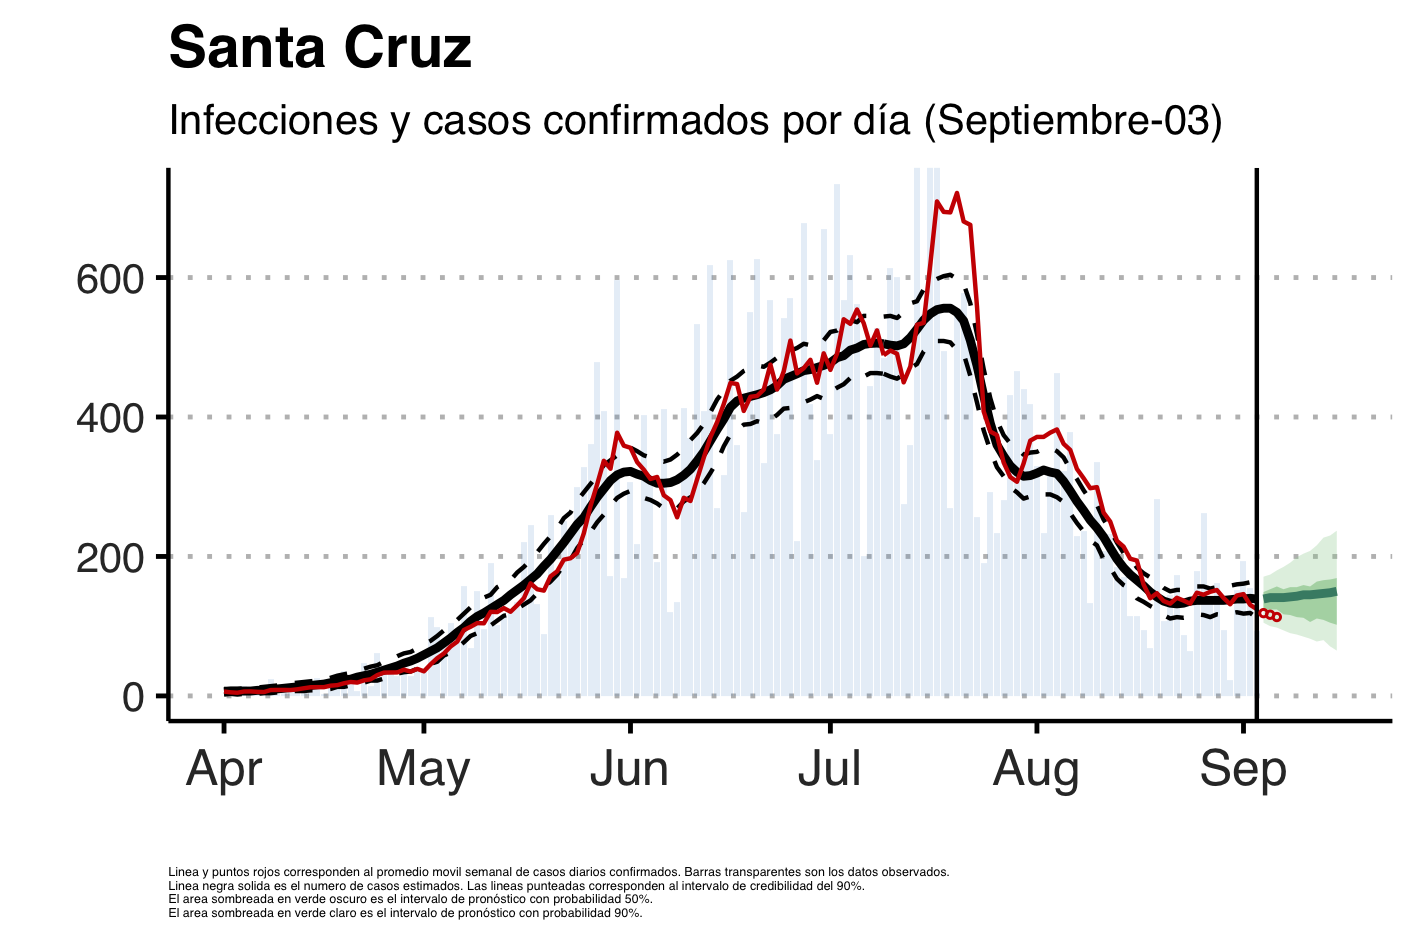 Santa Cruz
Infecciones y casos confirmados por día (Septiembre-03)
600
400
200
0
Apr May Jun Jul Aug Sep
Linea y puntos rojos corresponden al promedio movil semanal de casos diarios confirmados. Barras transparentes son los datos observados.
Linea negra solida es el numero de casos estimados. Las lineas punteadas corresponden al intervalo de credibilidad del 90%.
El area sombreada en verde oscuro es el intervalo de pronóstico con probabilidad 50%.
El area sombreada en verde claro es el intervalo de pronóstico con probabilidad 90%.